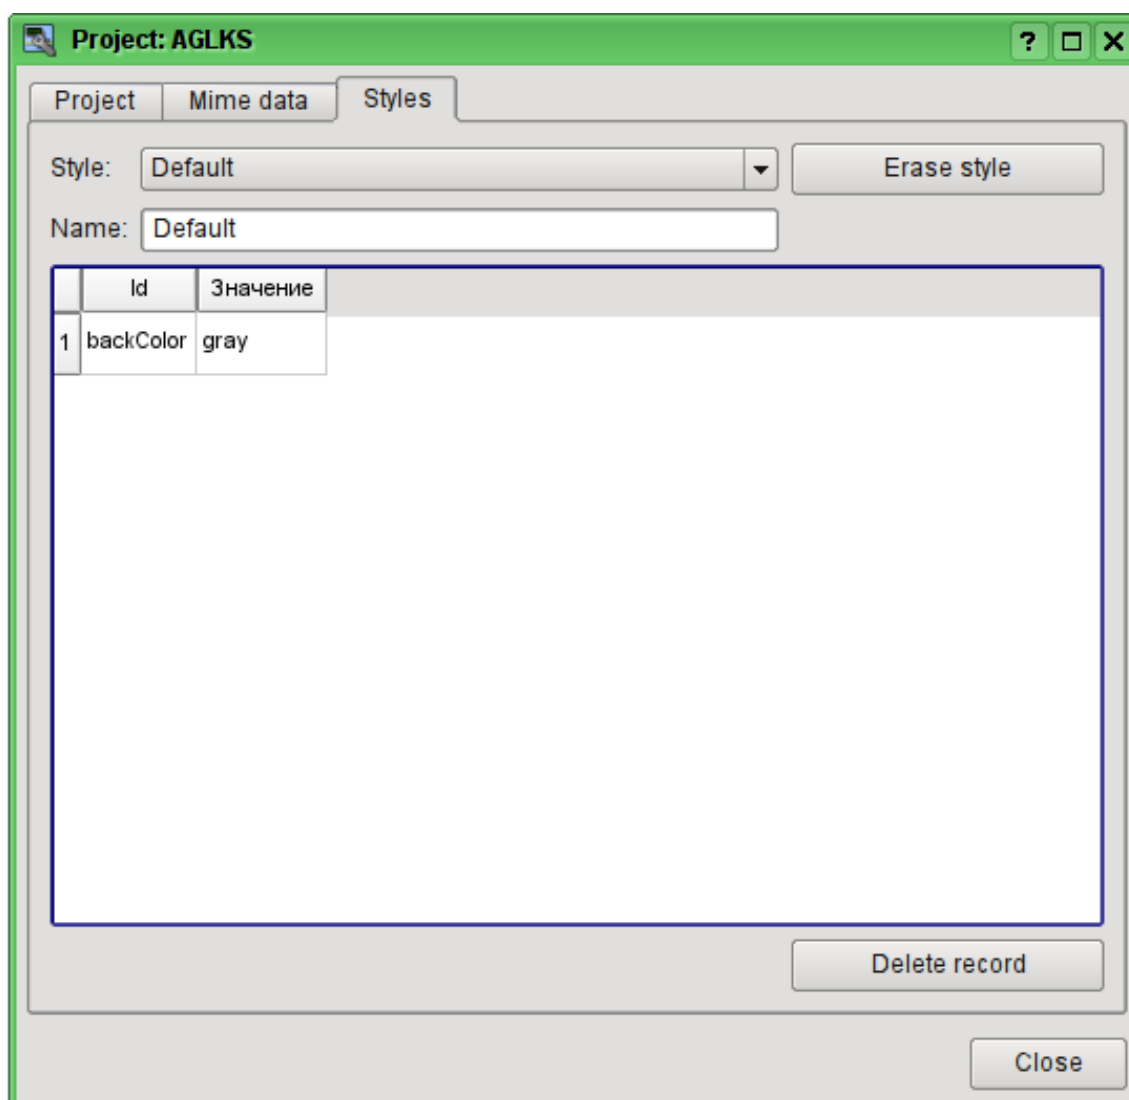 Project: AGLKS
Project Mime data Styles
Style: Default Erase style
Name: Default
Id Значение
1 backColor gray
Delete record
Close